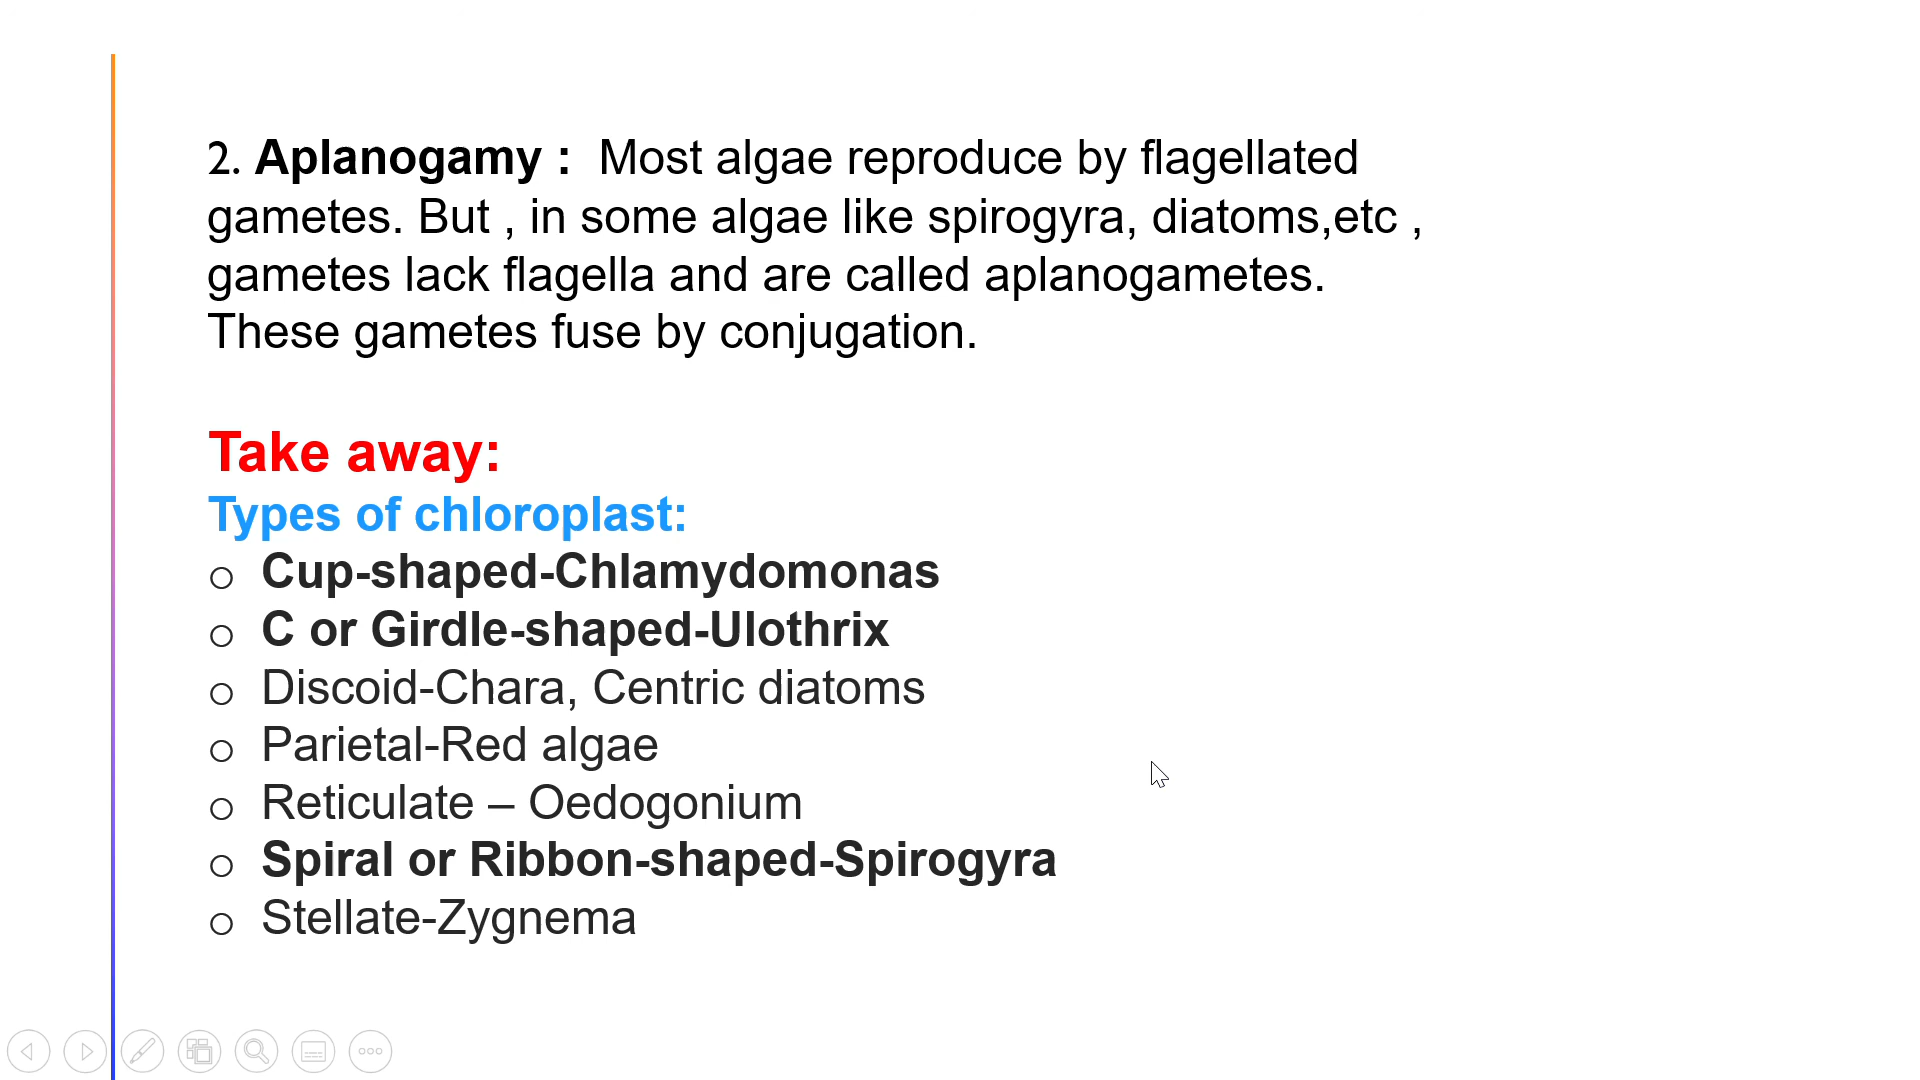 2. Aplanogamy :  Most algae reproduce by flagellated
gametes. But , in some algae like spirogyra, diatoms,etc ,
gametes lack flagella and are called aplanogametes.
These gametes fuse by conjugation.
Take away:
Types of chloroplast:
o Cup-shaped-Chlamydomonas
o C or Girdle-shaped-Ulothrix
o Discoid-Chara, Centric diatoms
o Parietal-Red algae
o Reticulate – Oedogonium
o Spiral or Ribbon-shaped-Spirogyra
o Stellate-Zygnema